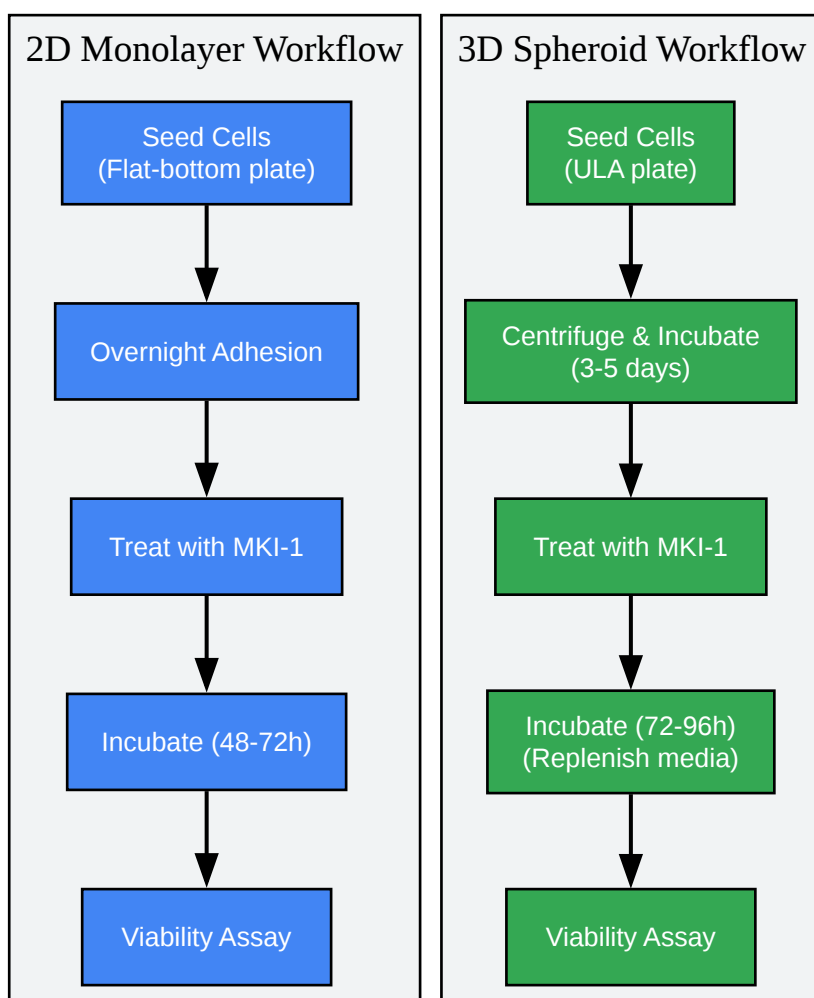 2D Monolayer Workflow
Seed Cells
(Flat-bottom plate)
Overnight Adhesion
Treat with MKI-1
Incubate (48-72h)
Viability Assay
3D Spheroid Workflow
Seed Cells
(ULA plate)
Centrifuge & Incubate
(3-5 days)
Treat with MKI-1
Incubate (72-96h)
(Replenish media)
Viability Assay